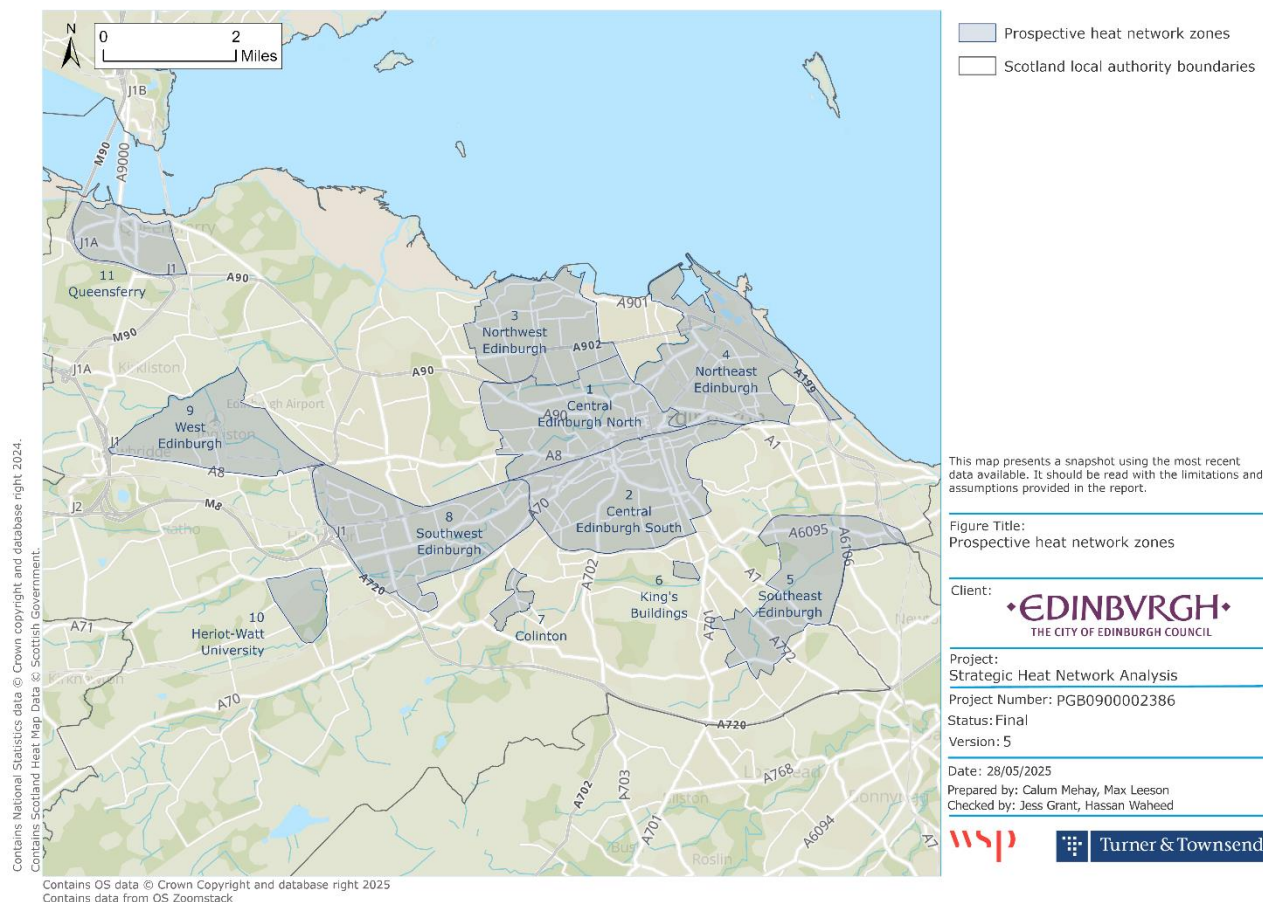 N
0 2
Miles
J1B
M90
A9000
Queensferry
J1A
J1
11
Queensferry
A90
M90
J1A
Kirkliston
A90
3
Northwest
Edinburgh
A902
A901
4
Northeast
Edinburgh
A199
1
Central
Edinburgh North
A90
A8
Edinburgh
A1
Edinburgh Airport
9
West
Edinburgh
J1
A8
J2
M8
J1
8
Southwest
Edinburgh
A70
2
Central
Edinburgh South
A720
A702
6
King's
Buildings
A701
A7
5
Southeast
Edinburgh
A6095
A6106
A772
7
Colinton
10
Heriot-Watt
University
A71
A70
A720
A702
A703
A701
A768
Roslin
A6094
A7
Prospective heat network zones
Scotland local authority boundaries
This map presents a snapshot using the most recent
data available. It should be read with the limitations and
assumptions provided in the report.
Figure Title:
Prospective heat network zones
Client:
•EDINBVRGH•
THE CITY OF EDINBURGH COUNCIL
Project:
Strategic Heat Network Analysis
Project Number: PGB0900002386
Status: Final
Version: 5
Date: 28/05/2025
Prepared by: Calum Mehay, Max Leeson
Checked by: Jess Grant, Hassan Waheed
wsp
Turner & Townsend
Contains National Statistics data © Crown copyright and database right 2024.
Contains Scotland Heat Map Data © Scottish Government.
Contains OS data © Crown Copyright and database right 2025
Contains data from OS Zoomstack